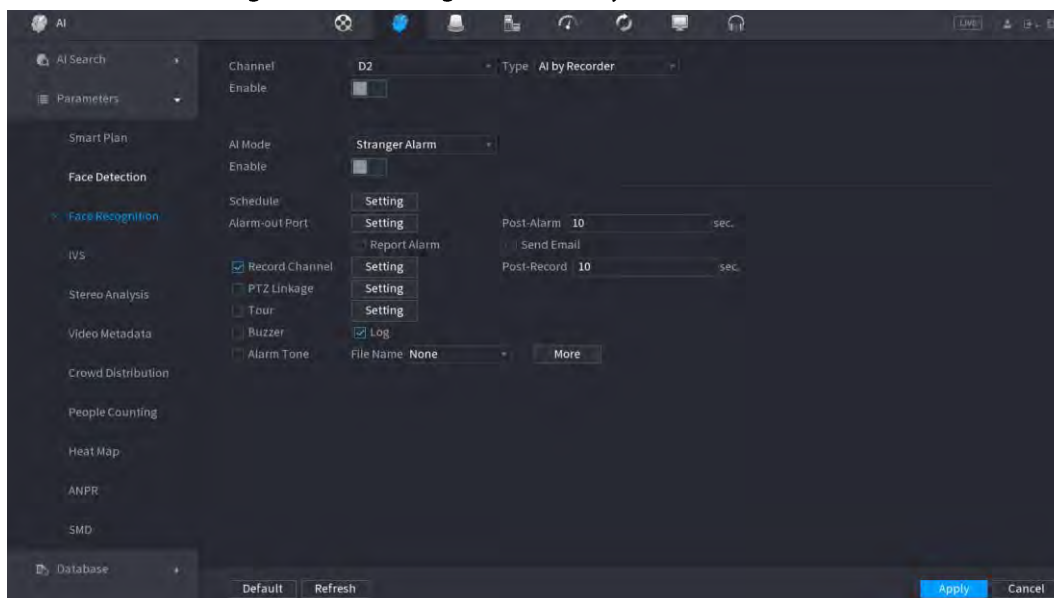 AI
LIVE
AI Search
Parameters
Smart Plan
Face Detection
Face Recognition
IVS
Stereo Analysis
Video Metadata
Crowd Distribution
People Counting
Heat Map
ANPR
SMD
Database
Channel D2 Type AI by Recorder
Enable
AI Mode Stranger Alarm
Enable
Schedule Setting
Alarm-out Port Setting Post-Alarm 10 sec.
Report Alarm Send Email
Record Channel Setting Post-Record 10 sec.
PTZ Linkage Setting
Tour Setting
Buzzer Log
Alarm Tone File Name None More
Default Refresh Apply Cancel